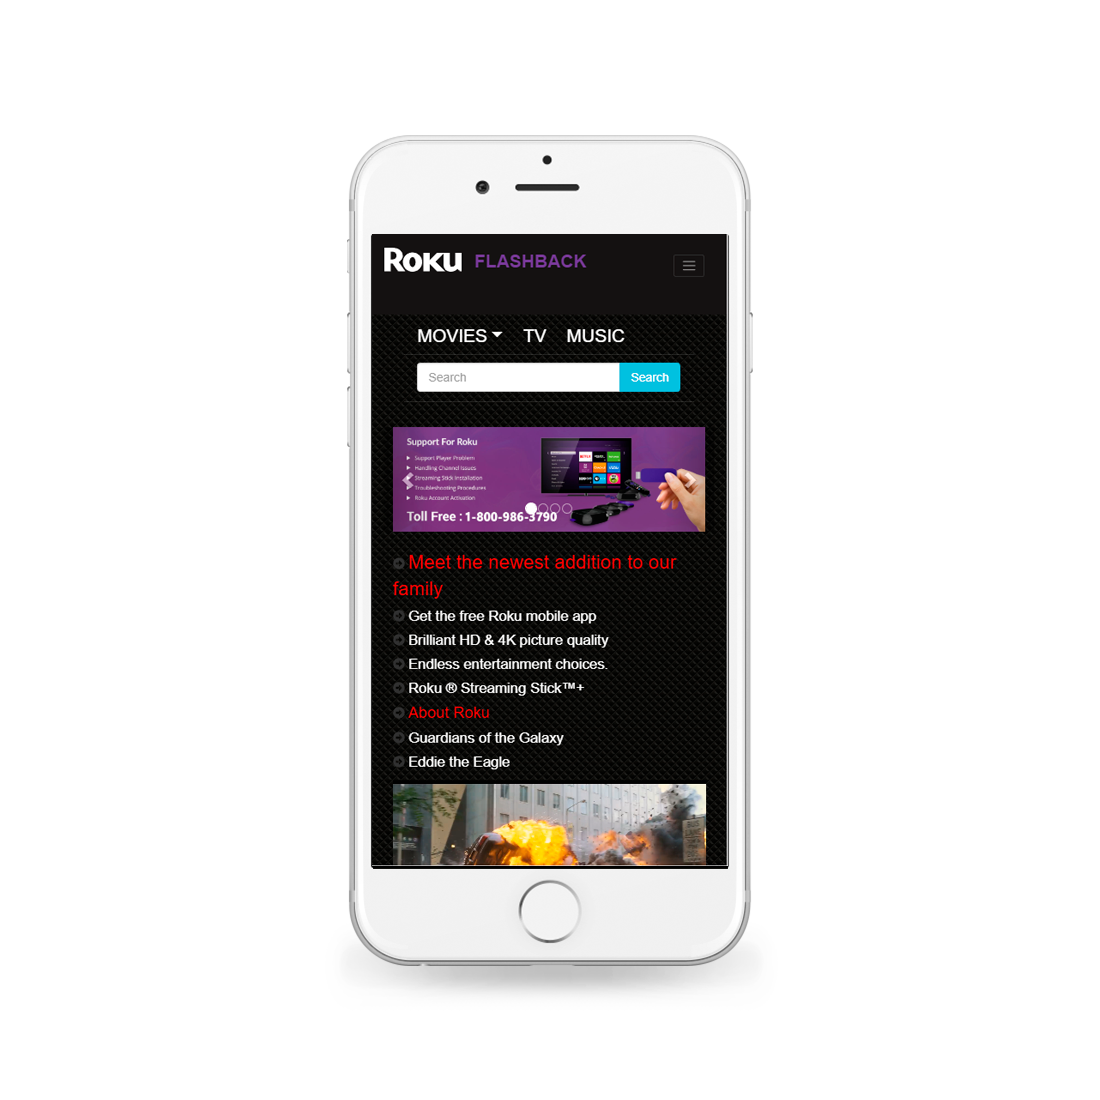 ROKU FLASHBACK
MOVIES TV MUSIC
Search Search
Support For Roku
Support Player Problem
Handling Channel Issues
Streaming Stick Installation
Troubleshooting Procedures
Roku Account Activation
Toll Free : 1-800-986-3790
Meet the newest addition to our
family
Get the free Roku mobile app
Brilliant HD & 4K picture quality
Endless entertainment choices.
Roku ® Streaming Stick™+
About Roku
Guardians of the Galaxy
Eddie the Eagle